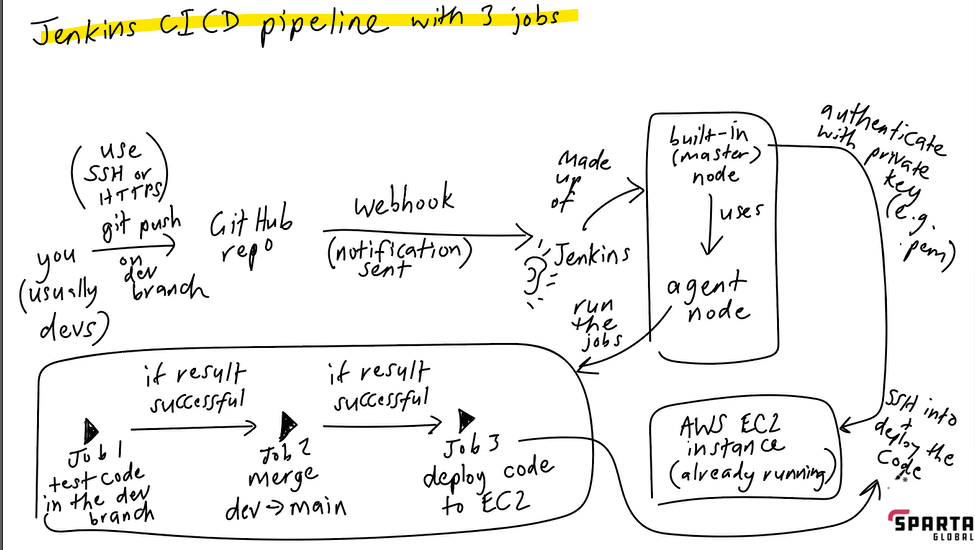 Jenkins CICD pipeline with 3 jobs
(use
SSH or
HTTPS)
git push
on
dev
branch
you
(usually
devs)
GitHub
repo
webhook
(notification)
sent
Jenkins
Made
up
of
built-in
(master)
node
uses
agent
node
authenticate
with private
key
(e.g.
.pem)
run
the
jobs
if result
successful
if result
successful
Job 1
test code
in the dev
branch
Job 2
merge
dev → main
Job 3
deploy code
to EC2
AWS EC2
instance
(already running)
SSH into
+
deploy the
code
SPARTA
GLOBAL